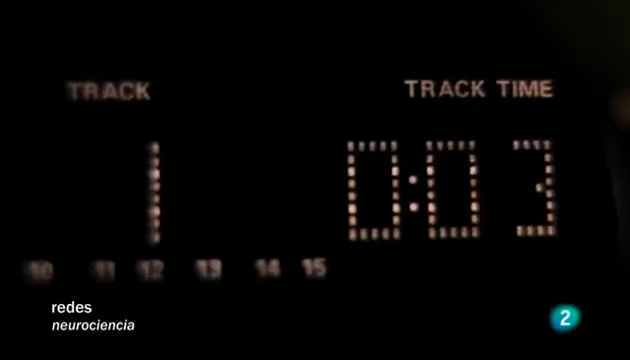 TRACK TRACK TIME
1 0:03
10 11 12 13 14 15
redes
neurociencia
2